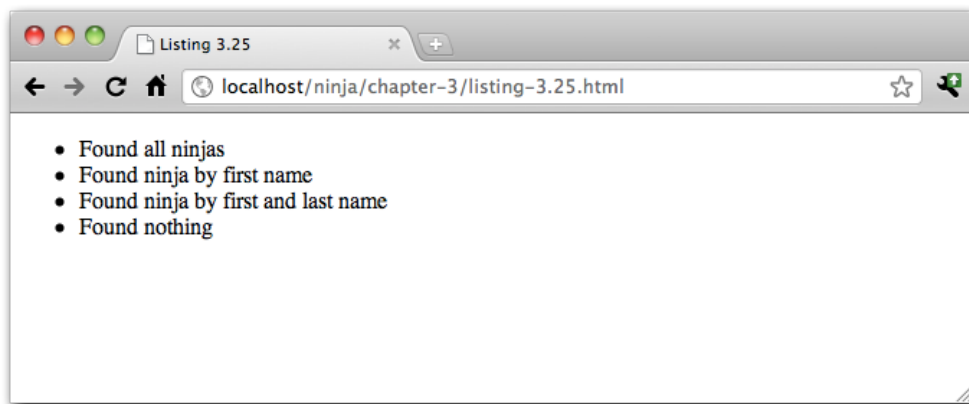 Listing 3.25
localhost/ninja/chapter-3/listing-3.25.html
Found all ninjas
Found ninja by first name
Found ninja by first and last name
Found nothing